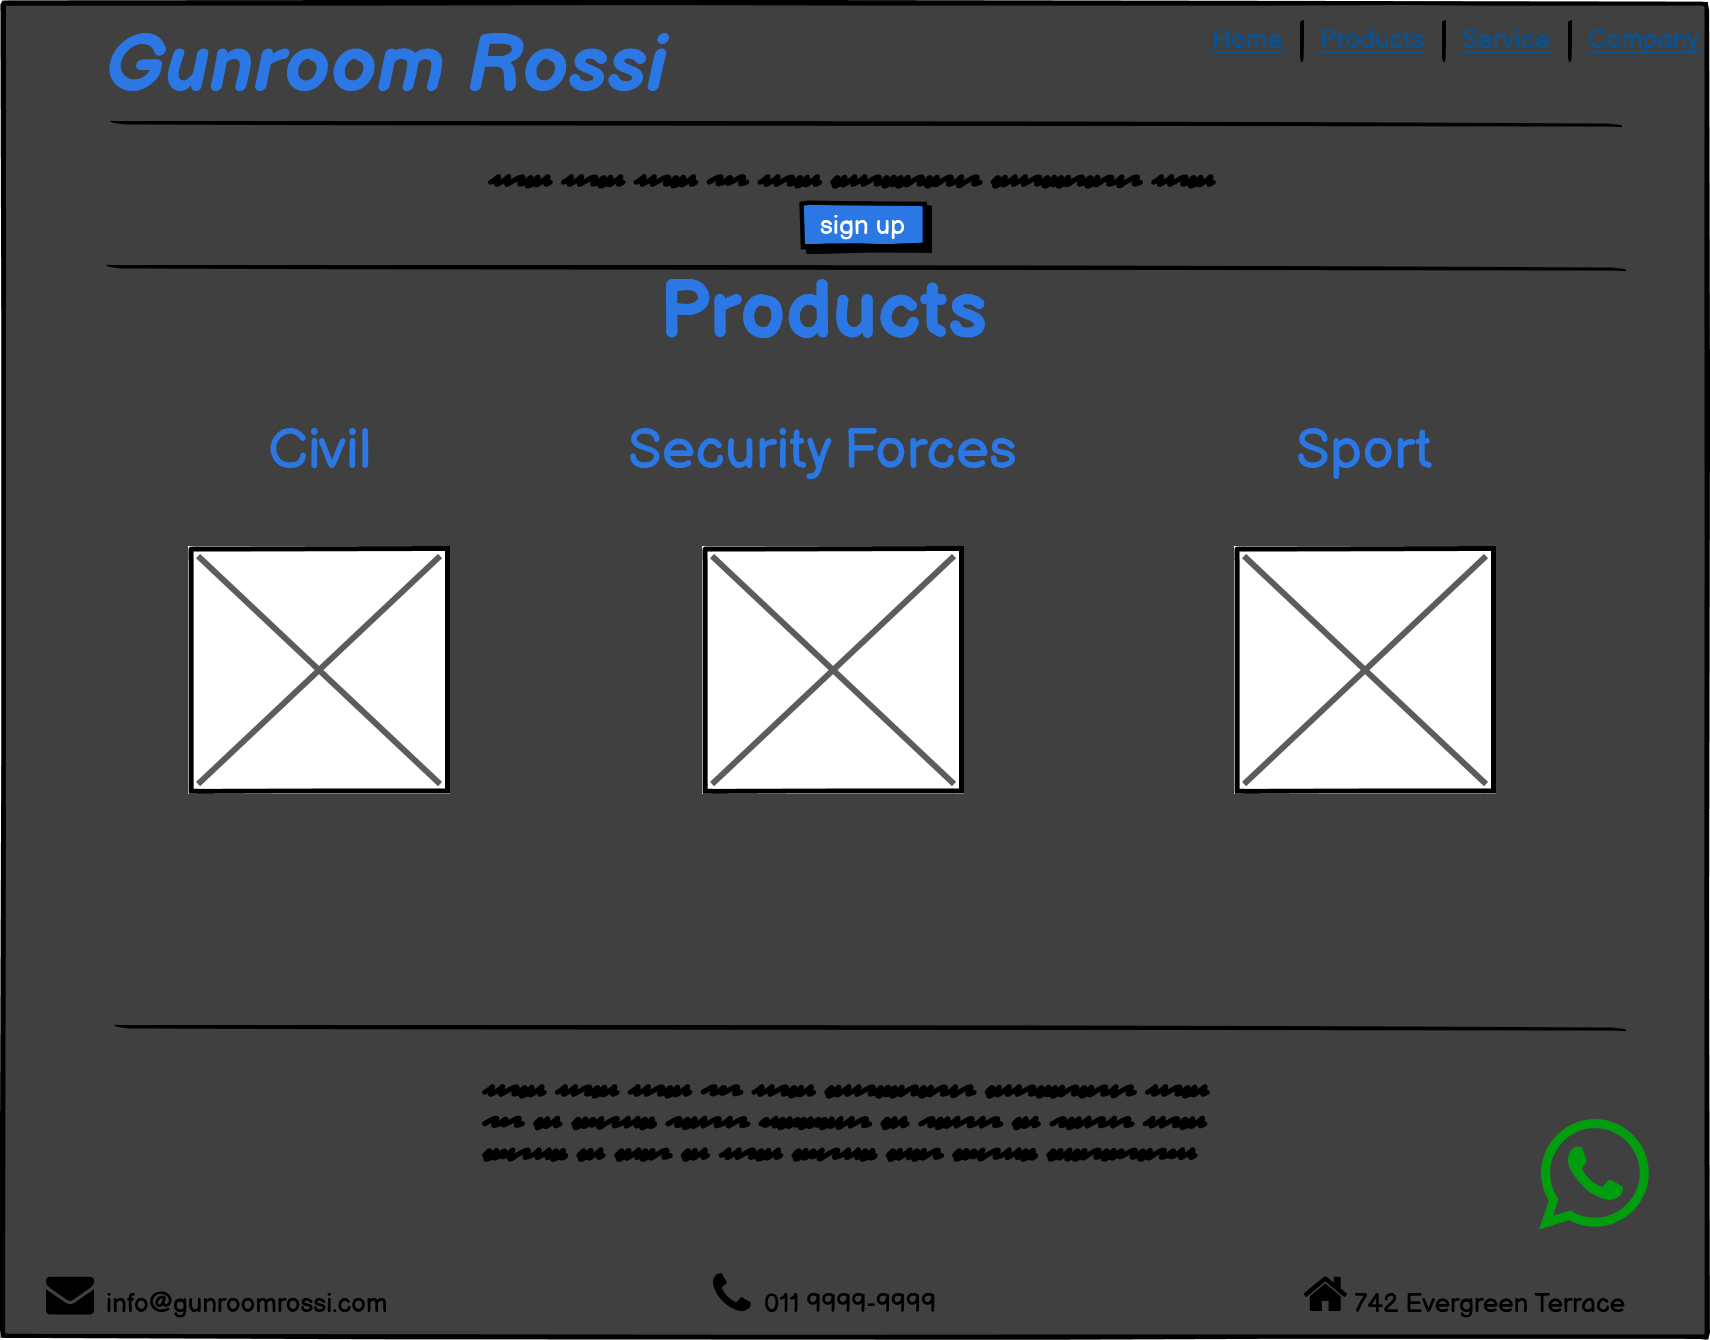 Gunroom Rossi
Home | Products | Service | Company
sign up
Products
Civil
Security Forces
Sport
info@gunroomrossi.com
011 9999-9999
742 Evergreen Terrace